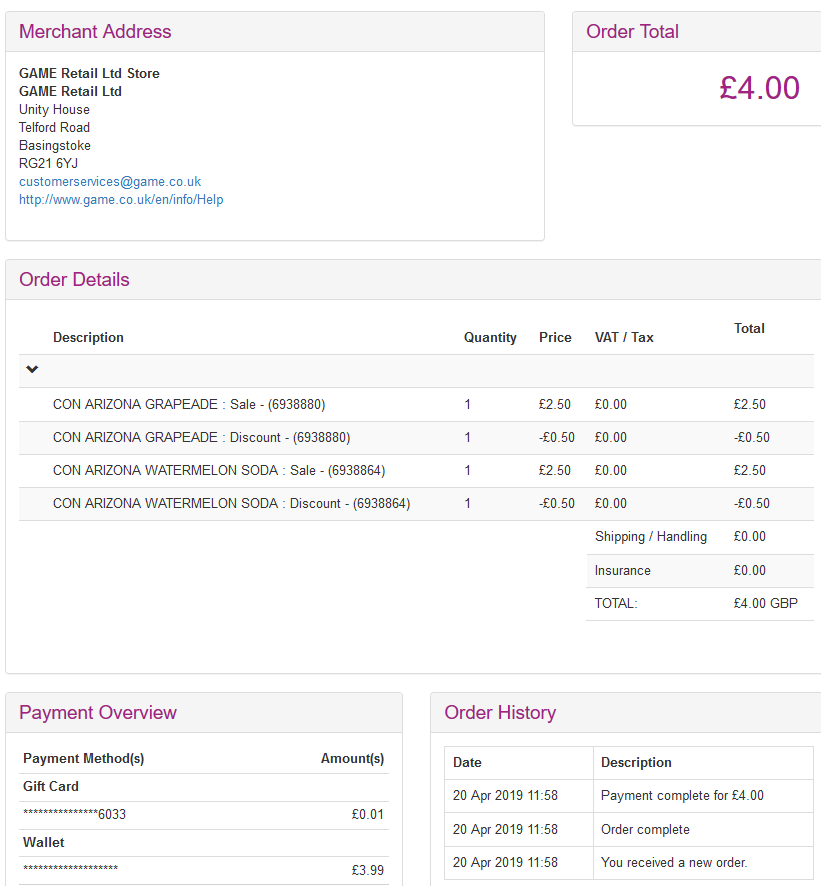 Merchant Address
GAME Retail Ltd Store
GAME Retail Ltd
Unity House
Telford Road
Basingstoke
RG21 6YJ
customerservices@game.co.uk
http://www.game.co.uk/en/info/Help
Order Total
£4.00
Order Details
Description Quantity Price VAT / Tax Total
CON ARIZONA GRAPEADE : Sale - (6938880) 1 £2.50 £0.00 £2.50
CON ARIZONA GRAPEADE : Discount - (6938880) 1 -£0.50 £0.00 -£0.50
CON ARIZONA WATERMELON SODA : Sale - (6938864) 1 £2.50 £0.00 £2.50
CON ARIZONA WATERMELON SODA : Discount - (6938864) 1 -£0.50 £0.00 -£0.50
Shipping / Handling £0.00
Insurance £0.00
TOTAL: £4.00 GBP
Payment Overview
Payment Method(s) Amount(s)
Gift Card
***************6033 £0.01
Wallet
******************* £3.99
Order History
Date Description
20 Apr 2019 11:58 Payment complete for £4.00
20 Apr 2019 11:58 Order complete
20 Apr 2019 11:58 You received a new order.